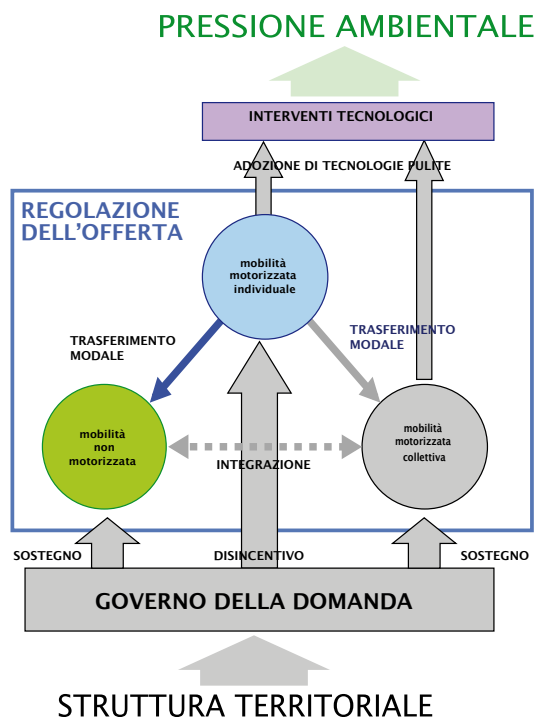 PRESSIONE AMBIENTALE
INTERVENTI TECNOLOGICI
ADOZIONE DI TECNOLOGIE PULITE
REGOLAZIONE
DELL'OFFERTA
mobilità
motorizzata
individuale
TRASFERIMENTO
MODALE
TRASFERIMENTO
MODALE
mobilità
non
motorizzata
mobilità
motorizzata
collettiva
INTEGRAZIONE
SOSTEGNO
DISINCENTIVO
SOSTEGNO
GOVERNO DELLA DOMANDA
STRUTTURA TERRITORIALE